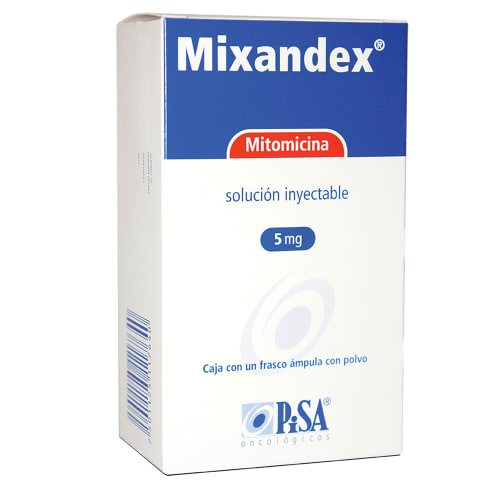 Mixandex®
Mitomicina
solución inyectable
5 mg
Caja con un frasco ámpula con polvo
PiSA®
oncológicos